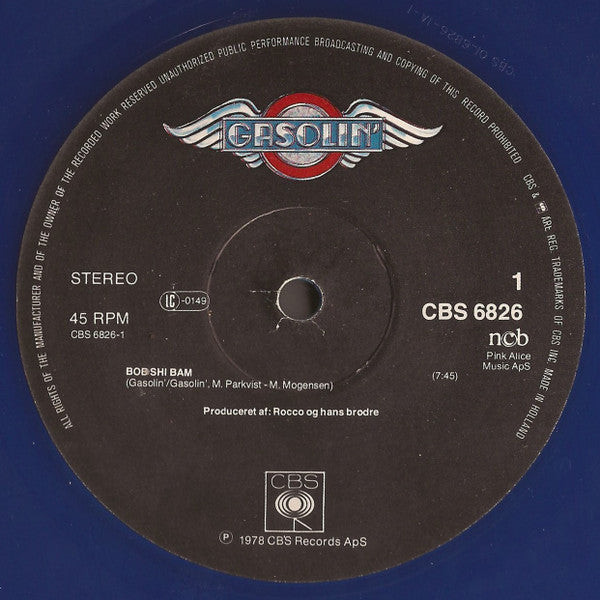 ALL RIGHTS OF THE MANUFACTURER AND OF THE OWNER OF THE RECORDED WORK RESERVED UNAUTHORIZED PUBLIC PERFORMANCE BROADCASTING AND COPYING OF THIS RECORD PROHIBITED
CBS & ARE REG. TRADEMARKS OF CBS INC. MADE IN HOLLAND
GASOLIN'
STEREO
IC -0149
1
45 RPM
CBS 6826
CBS 6826-1
ncb
Pink Alice
Music ApS
BOB SHI BAM
(Gasolin'/Gasolin', M. Parkvist - M. Mogensen)
(7:45)
Produceret af: Rocco og hans brodre
CBS
P 1978 CBS Records ApS